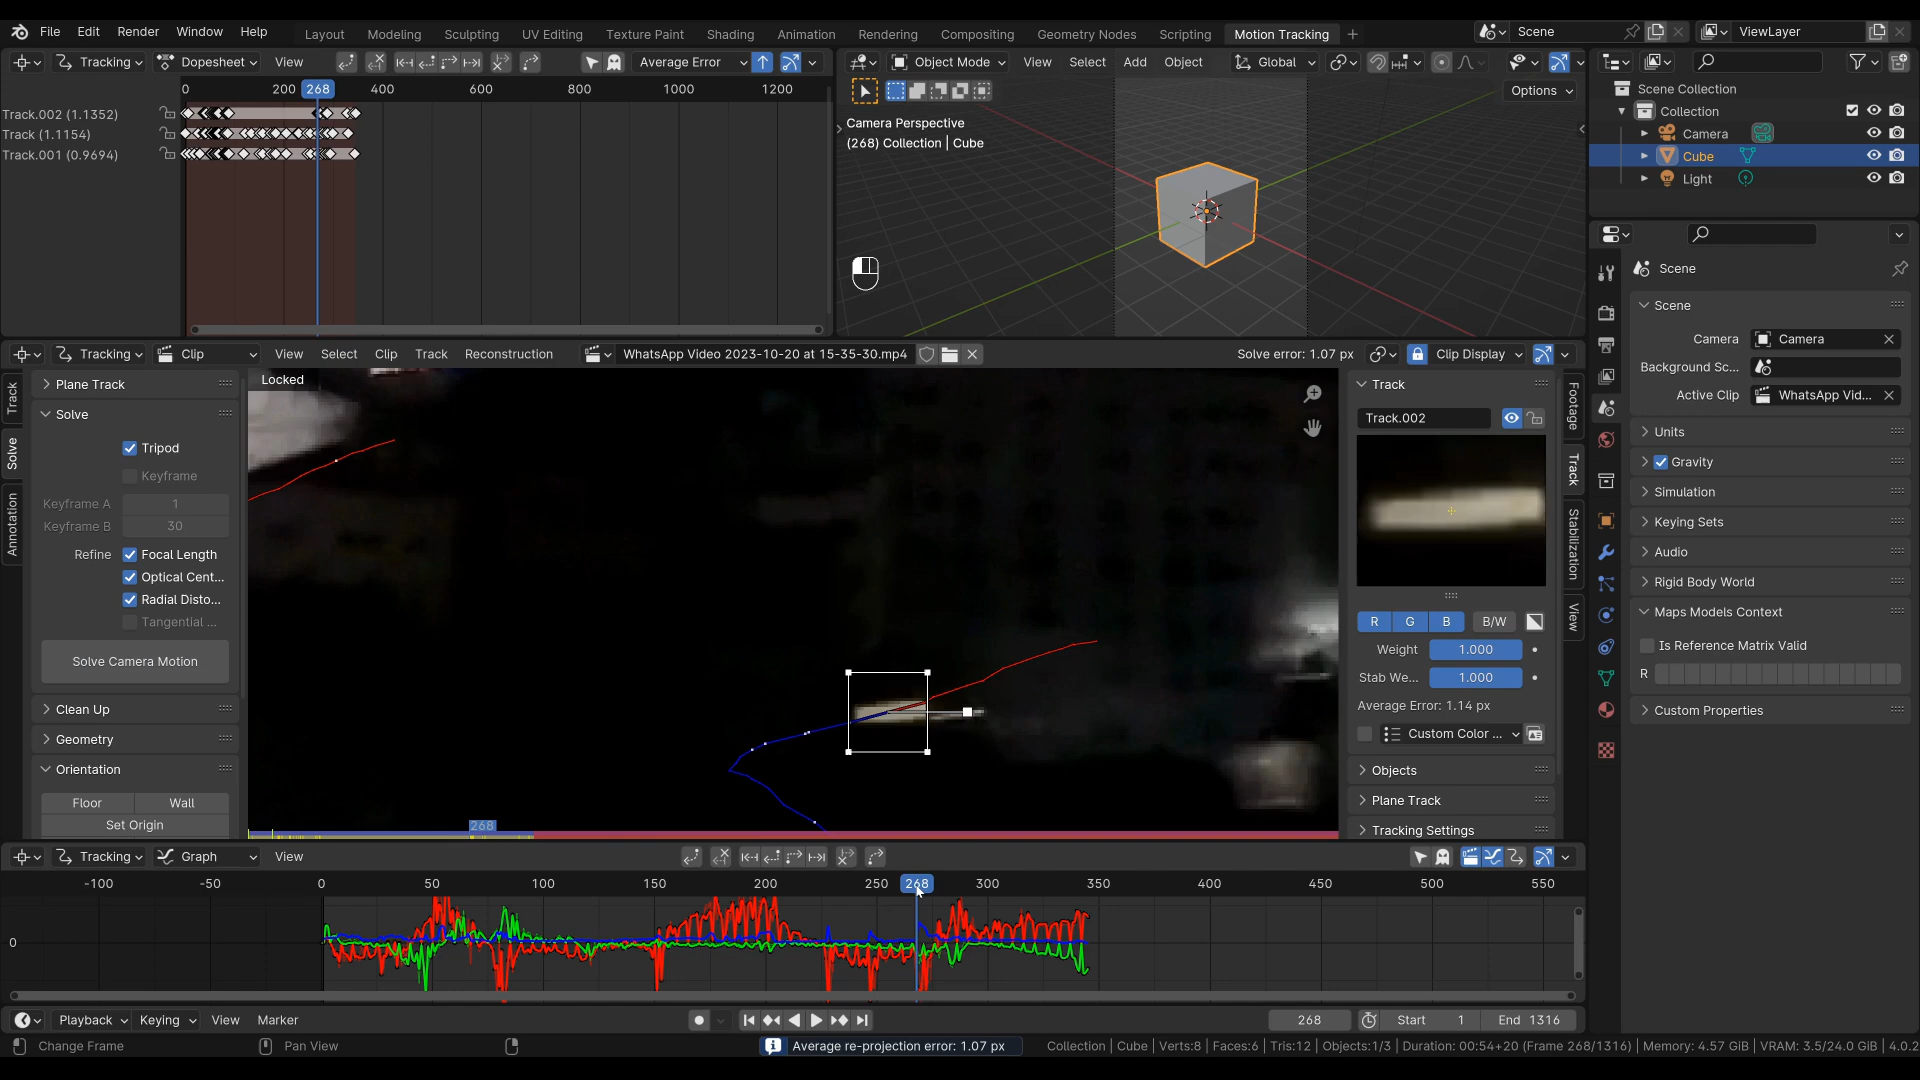 File Edit Render Window Help Layout Modeling Sculpting UV Editing Texture Paint Shading Animation Rendering Compositing Geometry Nodes Scripting Motion Tracking + Scene ViewLayer
Tracking Dopesheet View Average Error
0 200 268 400 600 800 1000 1200
Track.002 (1.1352)
Track (1.1154)
Track.001 (0.9694)
Object Mode View Select Add Object Global
Options
Camera Perspective
(268) Collection | Cube
Scene Collection
Collection
Camera
Cube
Light
Tracking Clip View Select Clip Track Reconstruction WhatsApp Video 2023-10-20 at 15-35-30.mp4 Solve error: 1.07 px Clip Display
Track
Solve
Annotation
Plane Track
Solve
Tripod
Keyframe
Keyframe A 1
Keyframe B 30
Refine Focal Length
Optical Cent...
Radial Disto...
Tangential ...
Solve Camera Motion
Clean Up
Geometry
Orientation
Floor Wall
Set Origin
Locked
268
Track
Track.002
R G B B/W
Weight 1.000
Stab We... 1.000
Average Error: 1.14 px
Custom Color ...
Objects
Plane Track
Tracking Settings
Footage
Track
Stabilization
View
Scene
Scene
Camera Camera
Background Sc...
Active Clip WhatsApp Vid...
Units
Gravity
Simulation
Keying Sets
Audio
Rigid Body World
Maps Models Context
Is Reference Matrix Valid
R
Custom Properties
Tracking Graph View
-100 -50 0 50 100 150 200 250 268 300 350 400 450 500 550
0
Playback Keying View Marker 268 Start 1 End 1316
Change Frame Pan View Average re-projection error: 1.07 px Collection | Cube | Verts:8 | Faces:6 | Tris:12 | Objects:1/3 | Duration: 00:54+20 (Frame 268/1316) | Memory: 4.57 GiB | VRAM: 3.5/24.0 GiB | 4.0.2